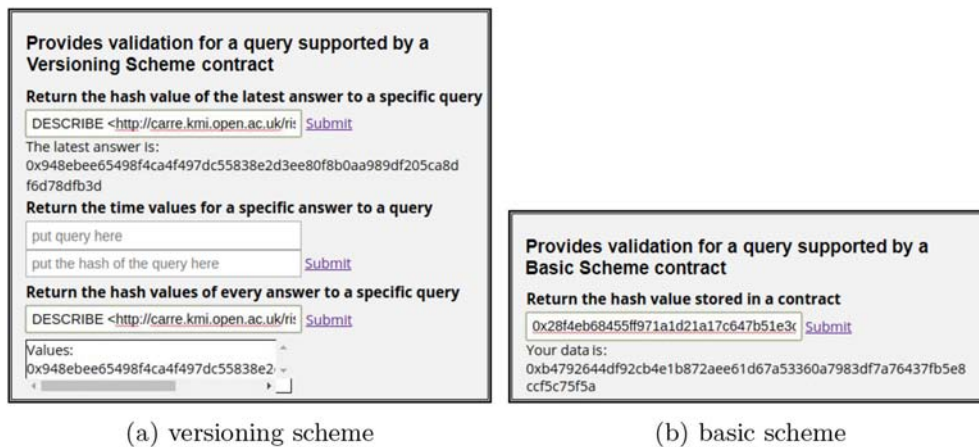 Provides validation for a query supported by a
Versioning Scheme contract
Return the hash value of the latest answer to a specific query
DESCRIBE <http://carre.kmi.open.ac.uk/ris Submit
The latest answer is:
0x948ebee65498f4ca4f497dc55838e2d3ee80f8b0aa989df205ca8d
f6d78dfb3d
Return the time values for a specific answer to a query
put query here
put the hash of the query here Submit
Return the hash values of every answer to a specific query
DESCRIBE <http://carre.kmi.open.ac.uk/ris Submit
Values:
0x948ebee65498f4ca4f497dc55838e2
(a) versioning scheme
Provides validation for a query supported by a
Basic Scheme contract
Return the hash value stored in a contract
0x28f4eb68455ff971a1d21a17c647b51e3c Submit
Your data is:
0xb4792644df92cb4e1b872aee61d67a53360a7983df7a76437fb5e8
ccf5c75f5a
(b) basic scheme